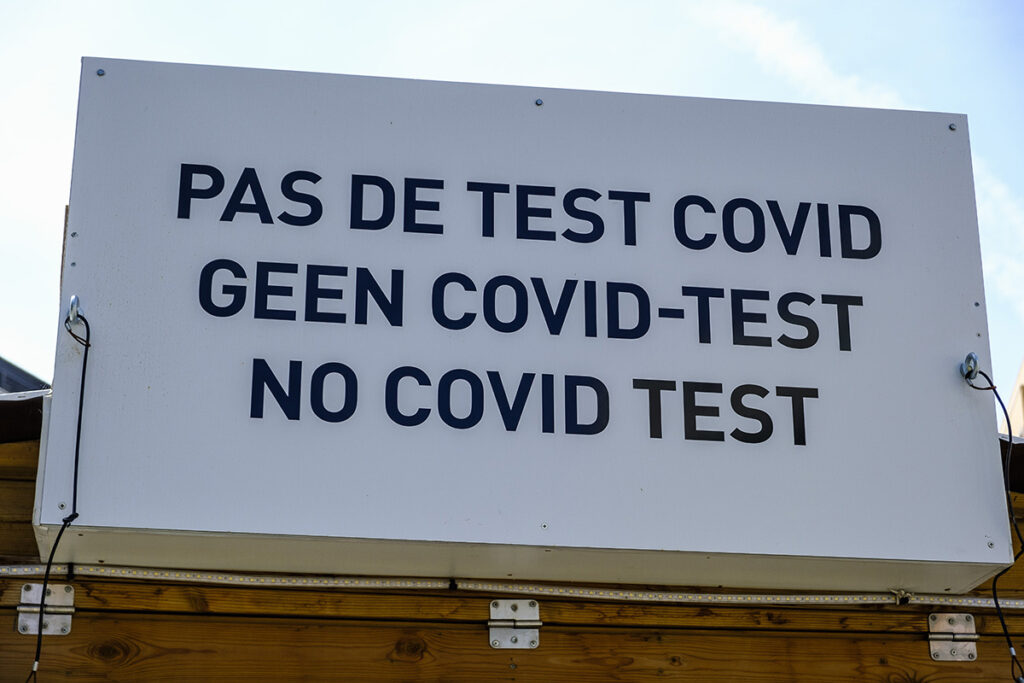 PAS DE TEST COVID
GEEN COVID-TEST
NO COVID TEST